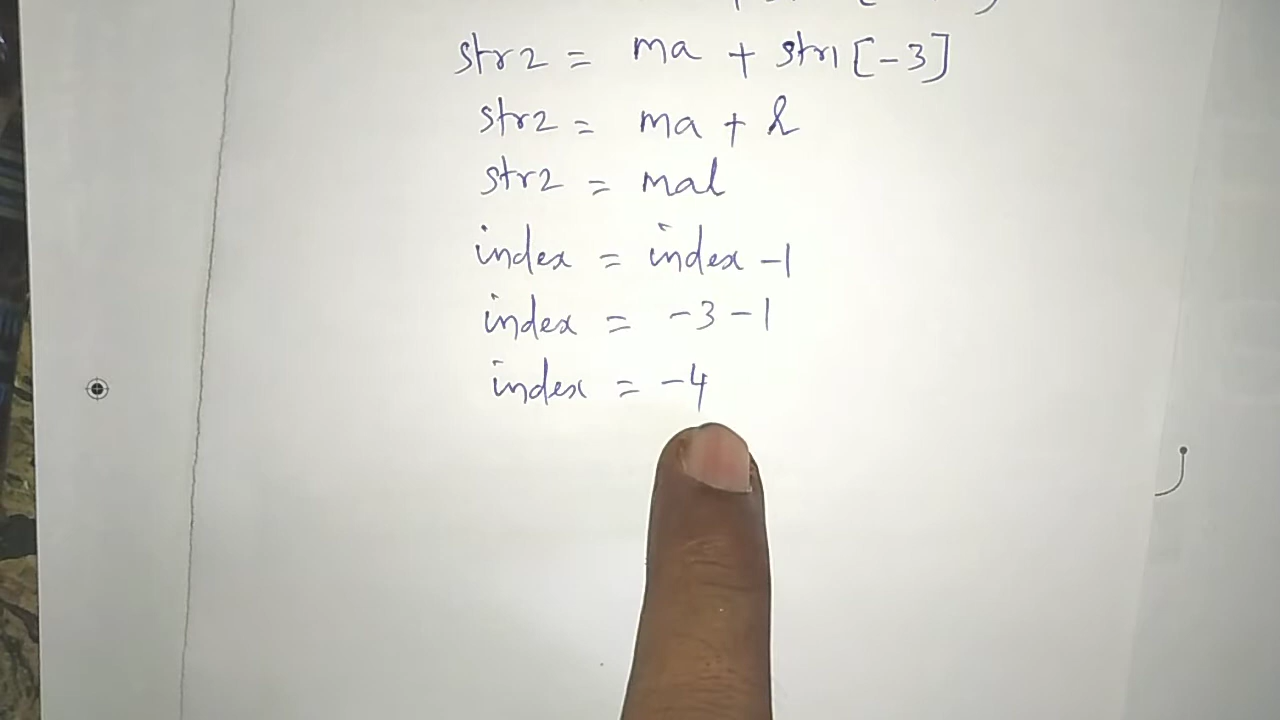 str2 = ma + str1[-3]
str2 = ma + l
str2 = mal
index = index -1
index = -3-1
index = -4